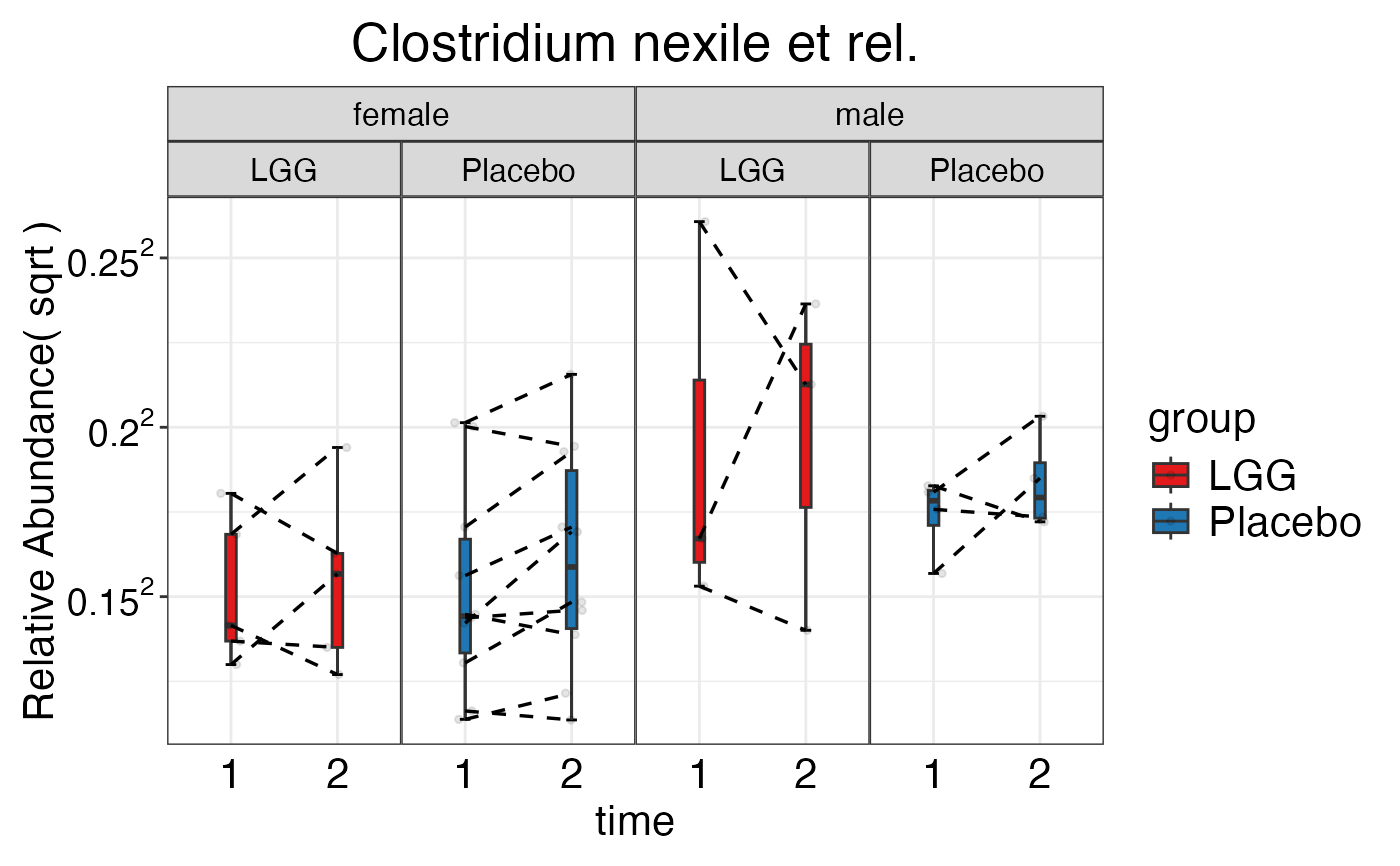 Clostridium nexile et rel.
female male
LGG Placebo LGG Placebo
Relative Abundance( sqrt )
0.25²
0.2²
0.15²
1 2 1 2 1 2 1 2
time
group
LGG
Placebo